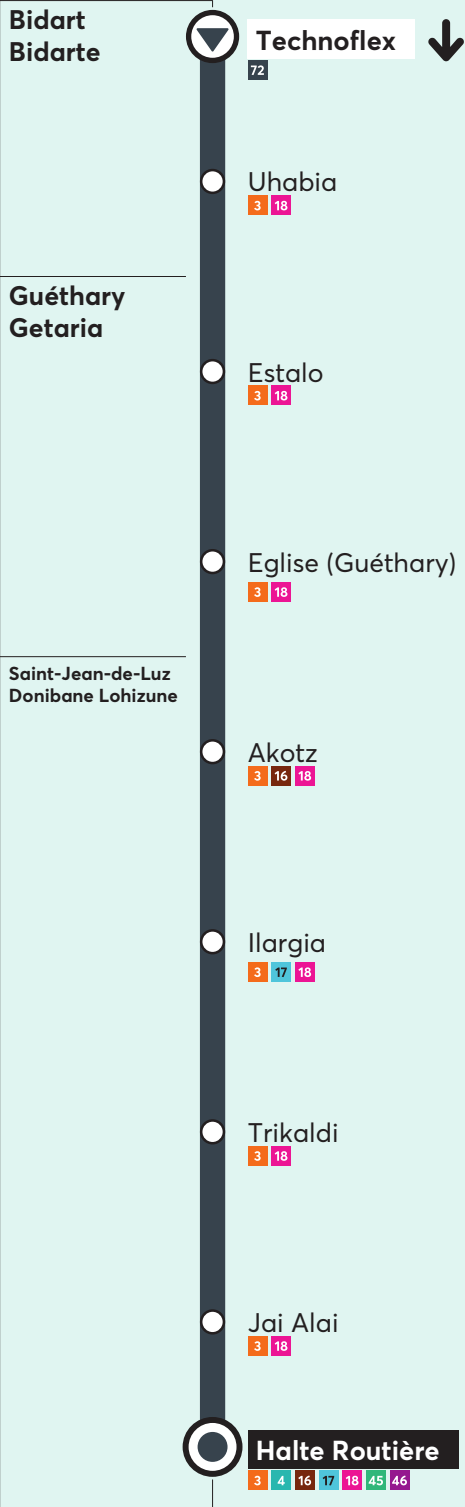 Bidart
Bidarte
Technoflex
72
Uhabia
3 18
Guéthary
Getaria
Estalo
3 18
Eglise (Guéthary)
3 18
Saint-Jean-de-Luz
Donibane Lohizune
Akotz
3 16 18
Ilargia
3 17 18
Trikaldi
3 18
Jai Alai
3 18
Halte Routière
3 4 16 17 18 45 46